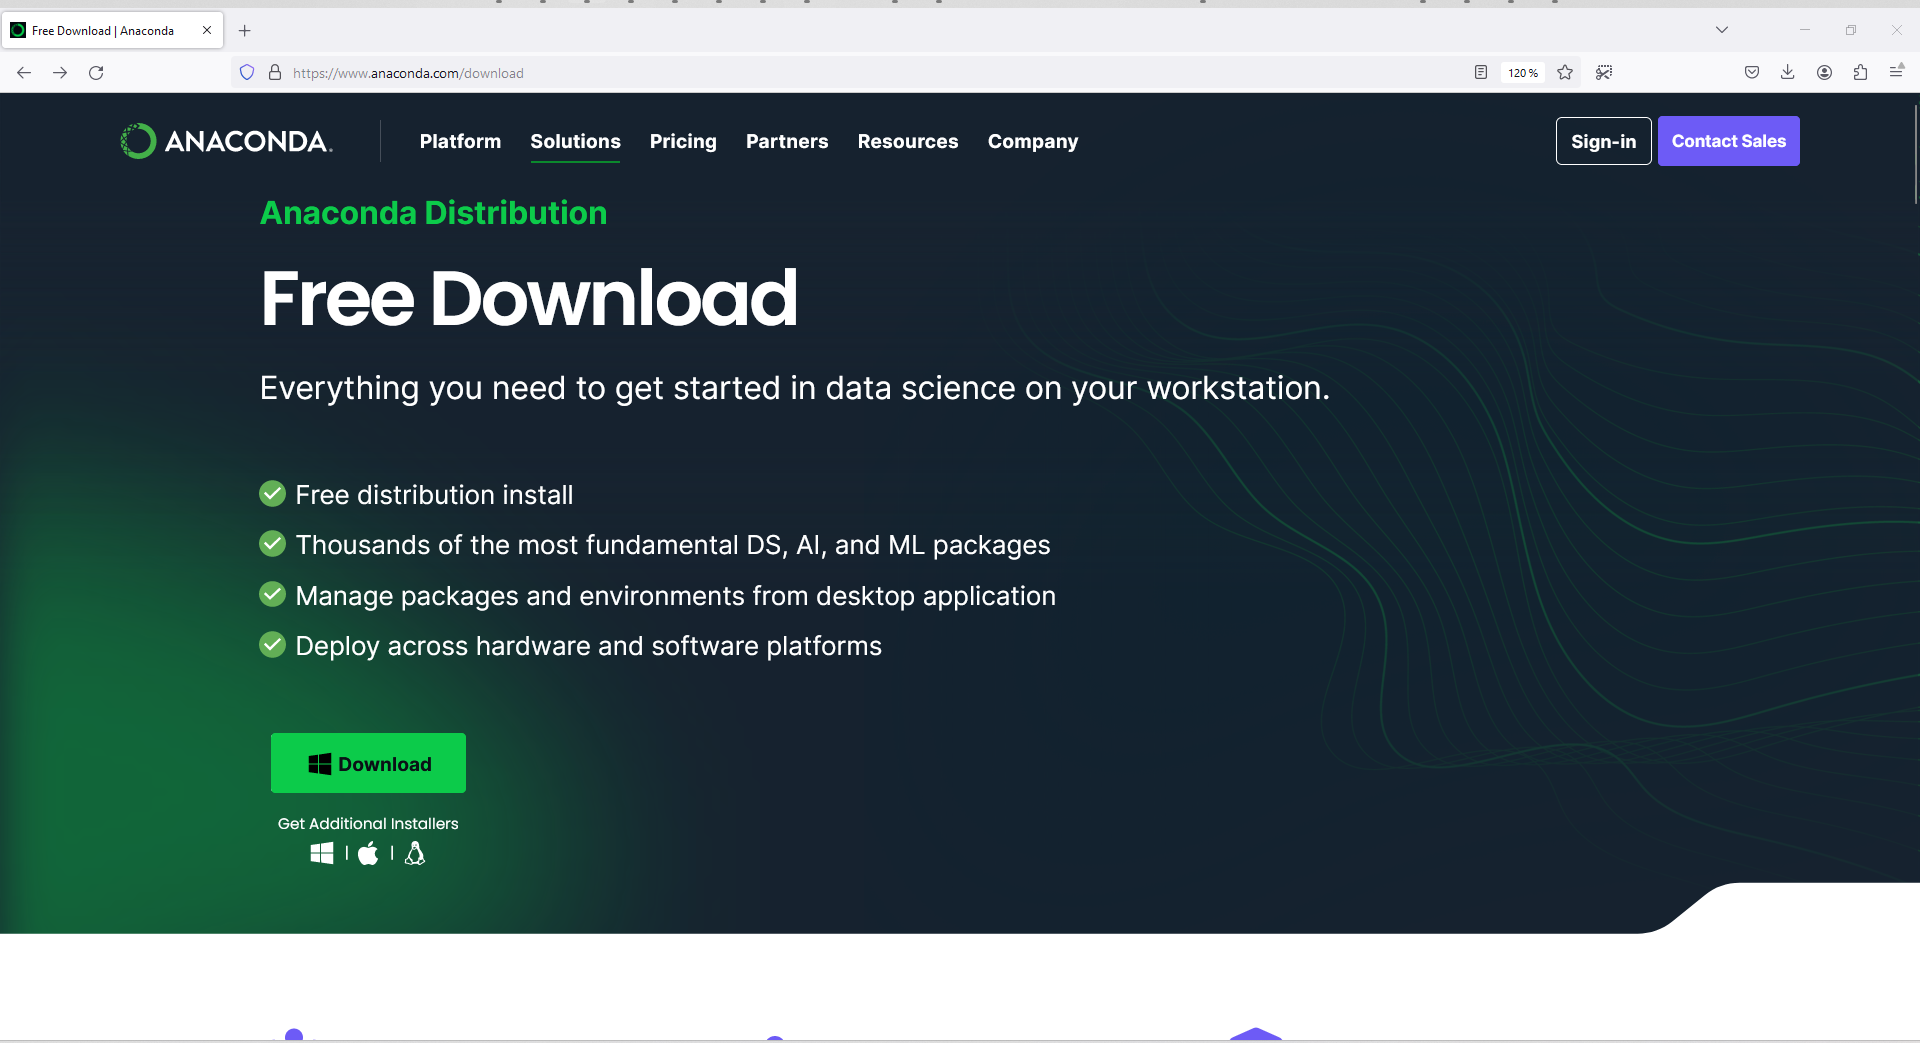 Free Download | Anaconda
https://www.anaconda.com/download
120%
ANACONDA.
Platform Solutions Pricing Partners Resources Company
Sign-in Contact Sales
Anaconda Distribution
Free Download
Everything you need to get started in data science on your workstation.
Free distribution install
Thousands of the most fundamental DS, AI, and ML packages
Manage packages and environments from desktop application
Deploy across hardware and software platforms
Download
Get Additional Installers